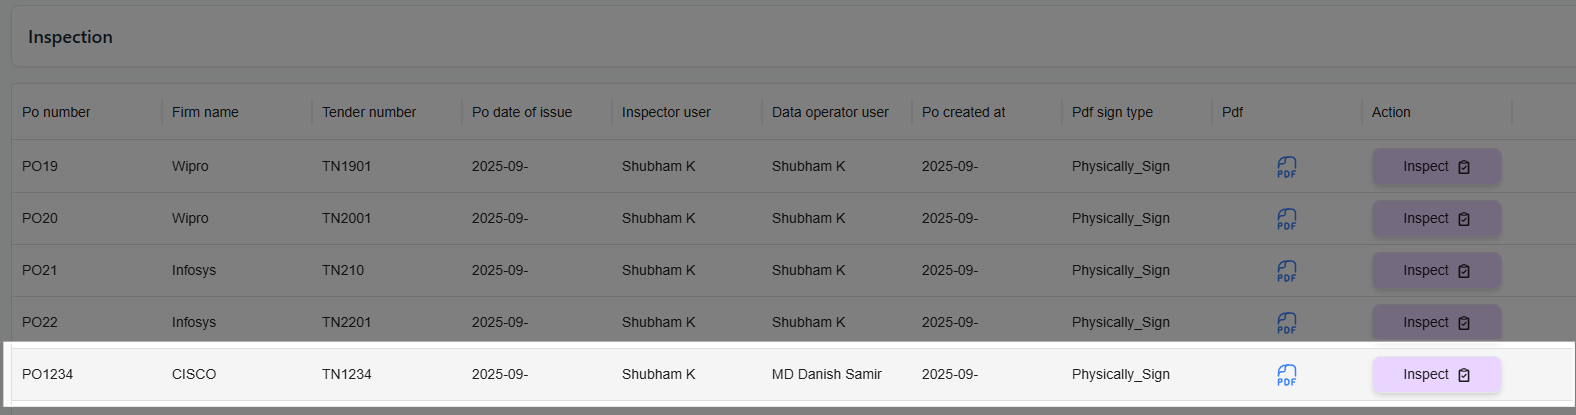 Inspection
Po number Firm name Tender number Po date of issue Inspector user Data operator user Po created at Pdf sign type Pdf Action
PO19 Wipro TN1901 2025-09- Shubham K Shubham K 2025-09- Physically_Sign PDF Inspect
PO20 Wipro TN2001 2025-09- Shubham K Shubham K 2025-09- Physically_Sign PDF Inspect
PO21 Infosys TN210 2025-09- Shubham K Shubham K 2025-09- Physically_Sign PDF Inspect
PO22 Infosys TN2201 2025-09- Shubham K Shubham K 2025-09- Physically_Sign PDF Inspect
PO1234 CISCO TN1234 2025-09- Shubham K MD Danish Samir 2025-09- Physically_Sign PDF Inspect